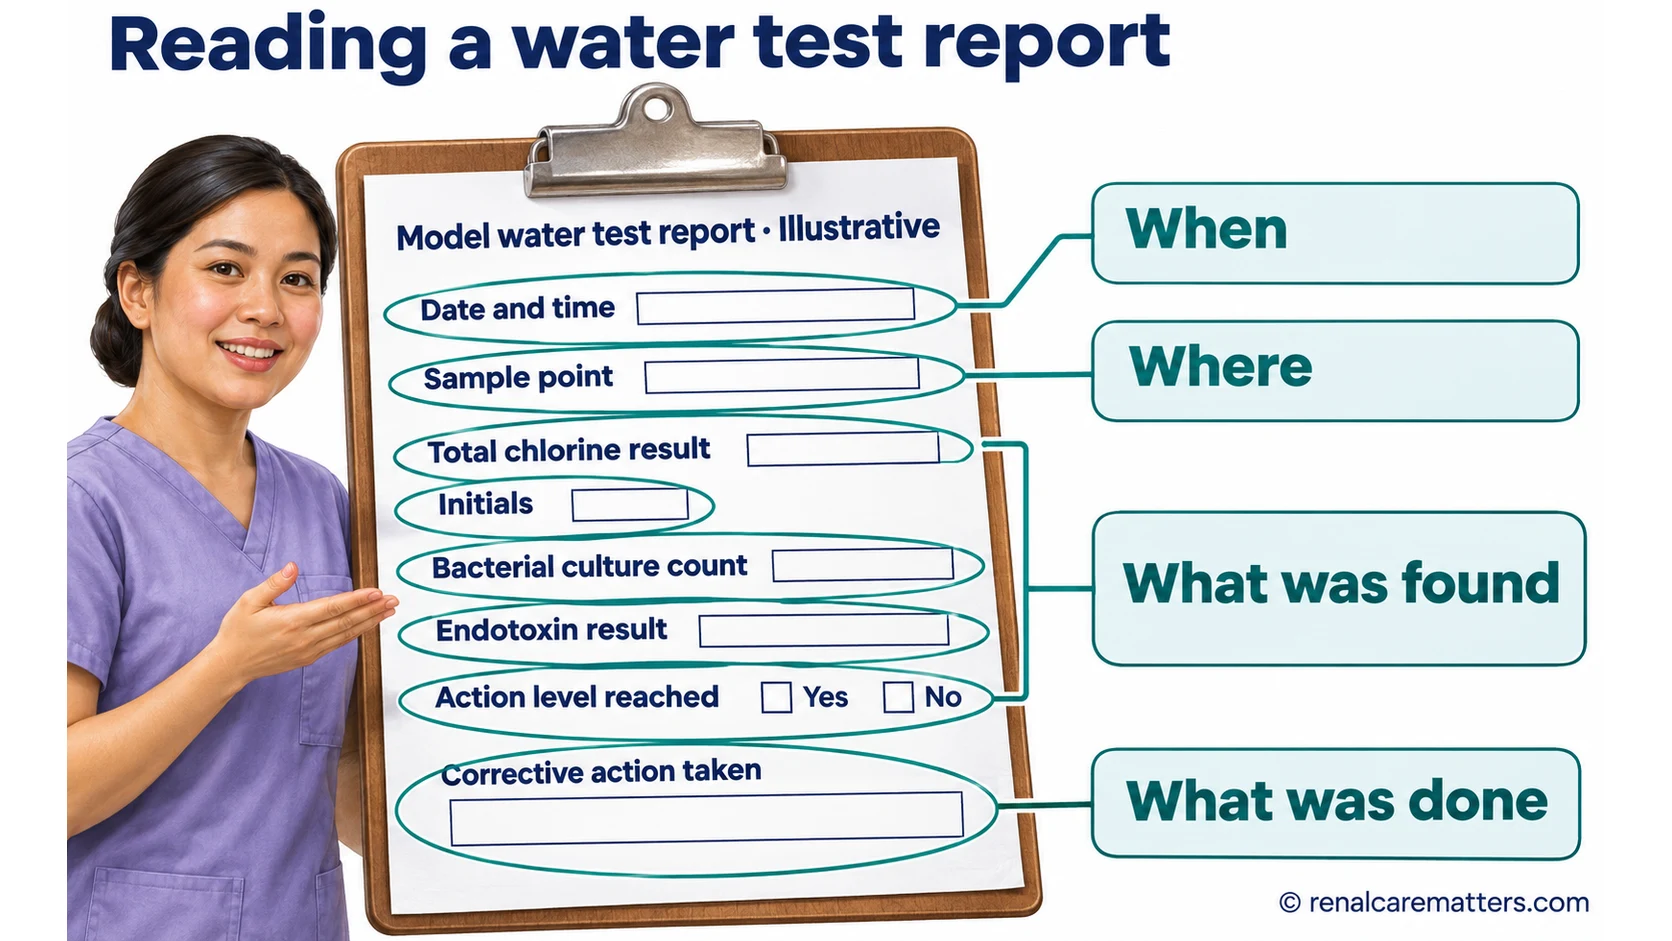 Reading a water test report
Model water test report · Illustrative
Date and time
Sample point
Total chlorine result
Initials
Bacterial culture count
Endotoxin result
Action level reached Yes No
Corrective action taken
When
Where
What was found
What was done
© renalcarematters.com